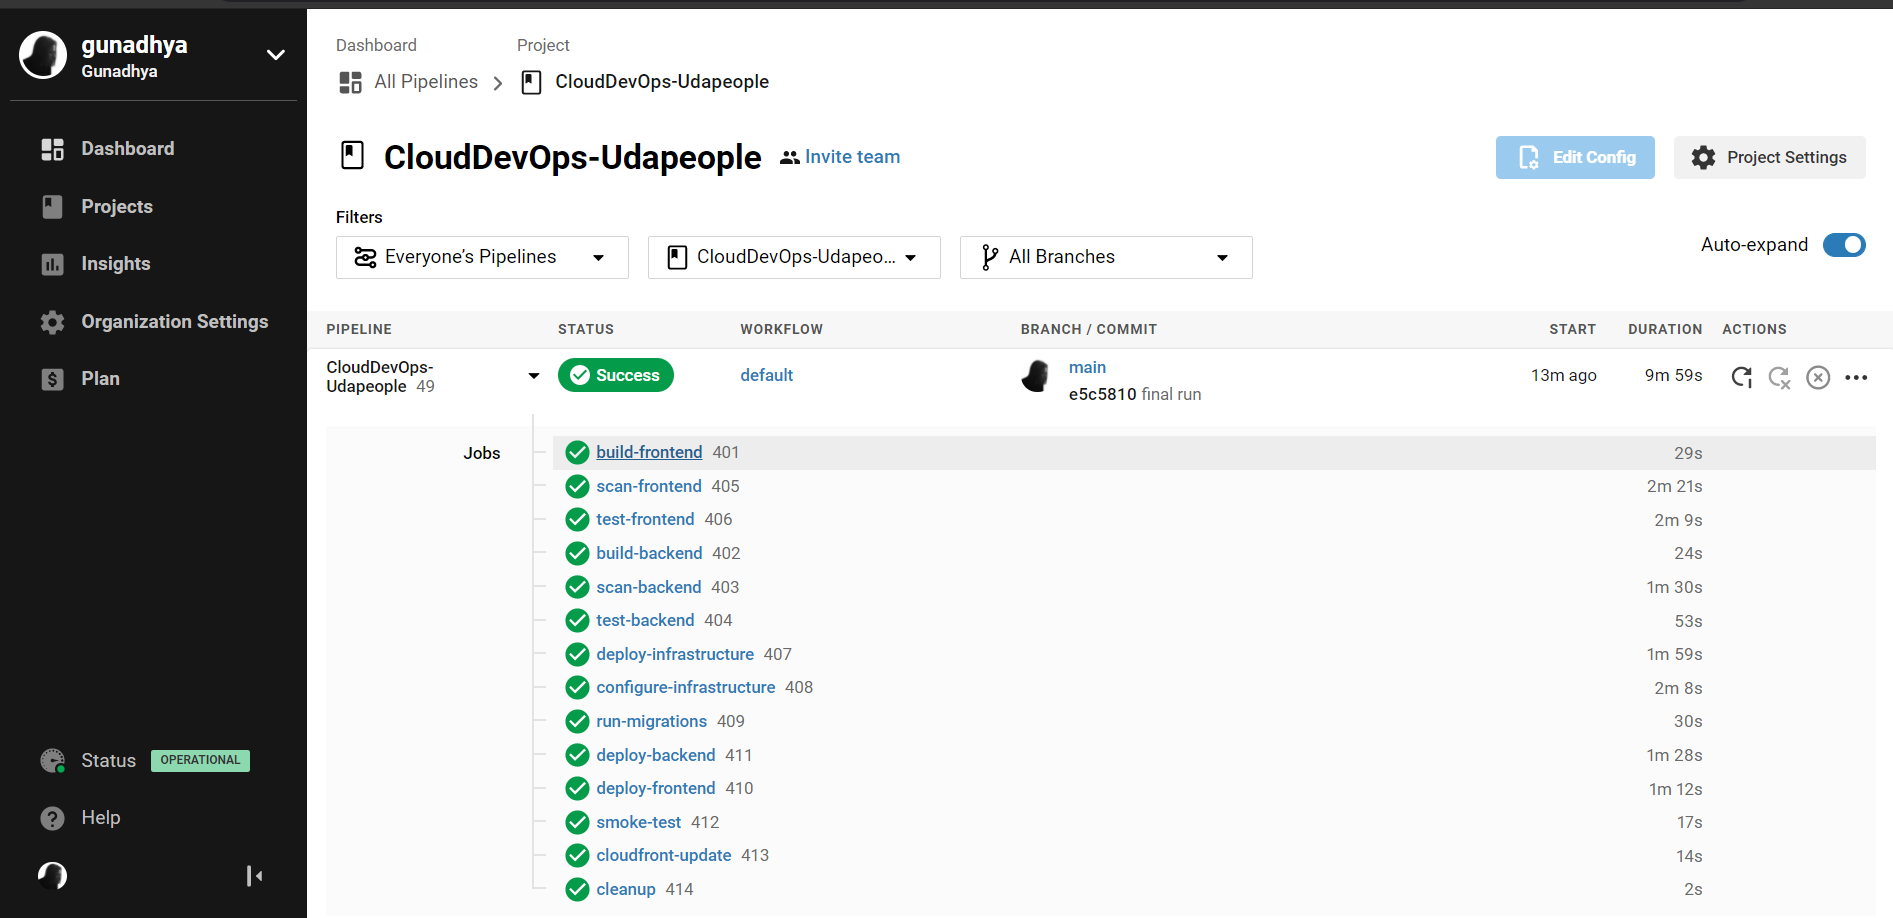 gunadhya
Gunadhya
Dashboard
Projects
Insights
Organization Settings
Plan
Status OPERATIONAL
Help
Dashboard Project
All Pipelines CloudDevOps-Udapeople
CloudDevOps-Udapeople Invite team Edit Config Project Settings
Filters
Everyone’s Pipelines CloudDevOps-Udapeo... All Branches Auto-expand
PIPELINE STATUS WORKFLOW BRANCH / COMMIT START DURATION ACTIONS
CloudDevOps-
Udapeople 49 Success default main 13m ago 9m 59s
e5c5810 final run
Jobs build-frontend 401 29s
scan-frontend 405 2m 21s
test-frontend 406 2m 9s
build-backend 402 24s
scan-backend 403 1m 30s
test-backend 404 53s
deploy-infrastructure 407 1m 59s
configure-infrastructure 408 2m 8s
run-migrations 409 30s
deploy-backend 411 1m 28s
deploy-frontend 410 1m 12s
smoke-test 412 17s
cloudfront-update 413 14s
cleanup 414 2s